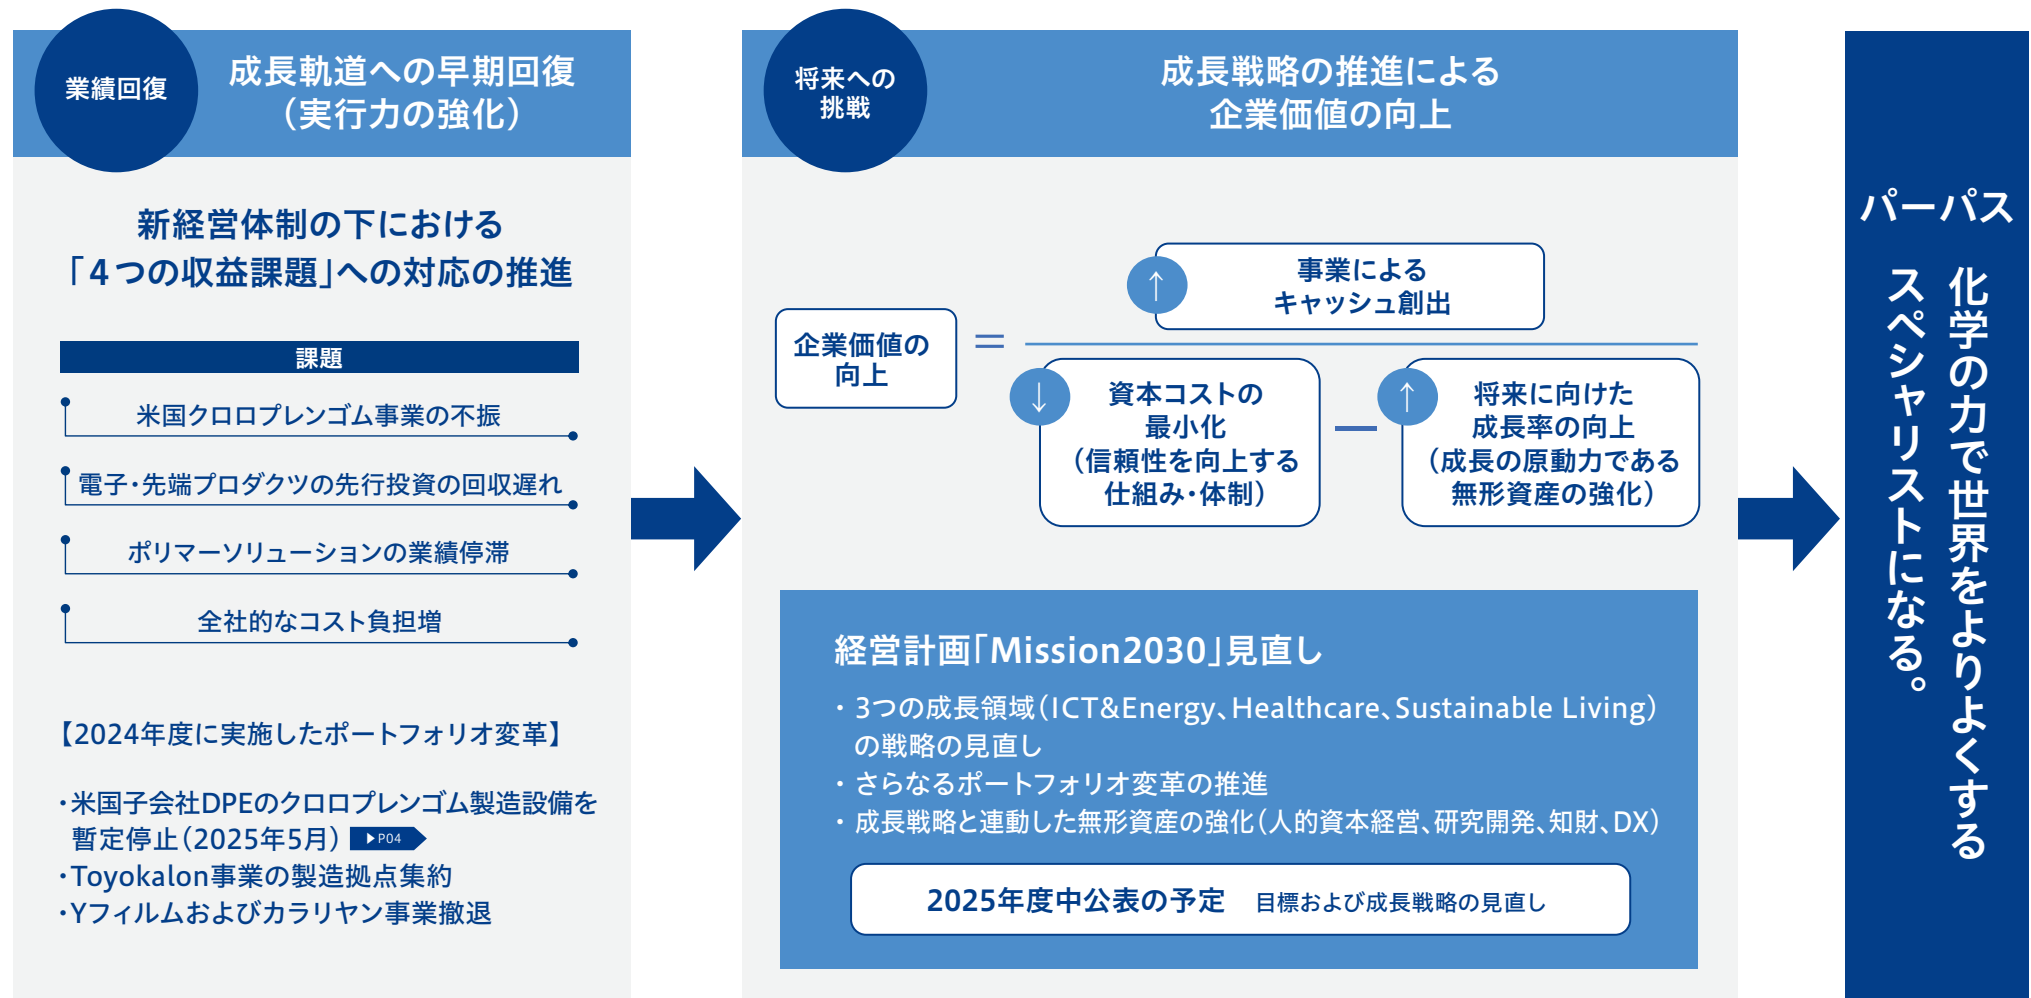 業績回復
成長軌道への早期回復
（実行力の強化）
新経営体制の下における
「4つの収益課題」への対応の推進
課題
米国クロロプレンゴム事業の不振
電子・先端プロダクツの先行投資の回収遅れ
ポリマーソリューションの業績停滞
全社的なコスト負担増
【2024年度に実施したポートフォリオ変革】
・米国子会社DPEのクロロプレンゴム製造設備を
暫定停止（2025年5月） ▶P04
・Toyokalon事業の製造拠点集約
・Yフィルムおよびカラリヤン事業撤退
将来への
挑戦
成長戦略の推進による
企業価値の向上
企業価値の
向上
＝
↑
事業による
キャッシュ創出
↓
資本コストの
最小化
（信頼性を向上する
仕組み・体制）
―
↑
将来に向けた
成長率の向上
（成長の原動力である
無形資産の強化）
経営計画「Mission2030」見直し
・3つの成長領域（ICT&Energy、Healthcare、Sustainable Living）
の戦略の見直し
・さらなるポートフォリオ変革の推進
・成長戦略と連動した無形資産の強化（人的資本経営、研究開発、知財、DX）
2025年度中公表の予定 目標および成長戦略の見直し
パーパス
化学の力で世界をよりよくする
スペシャリストになる。